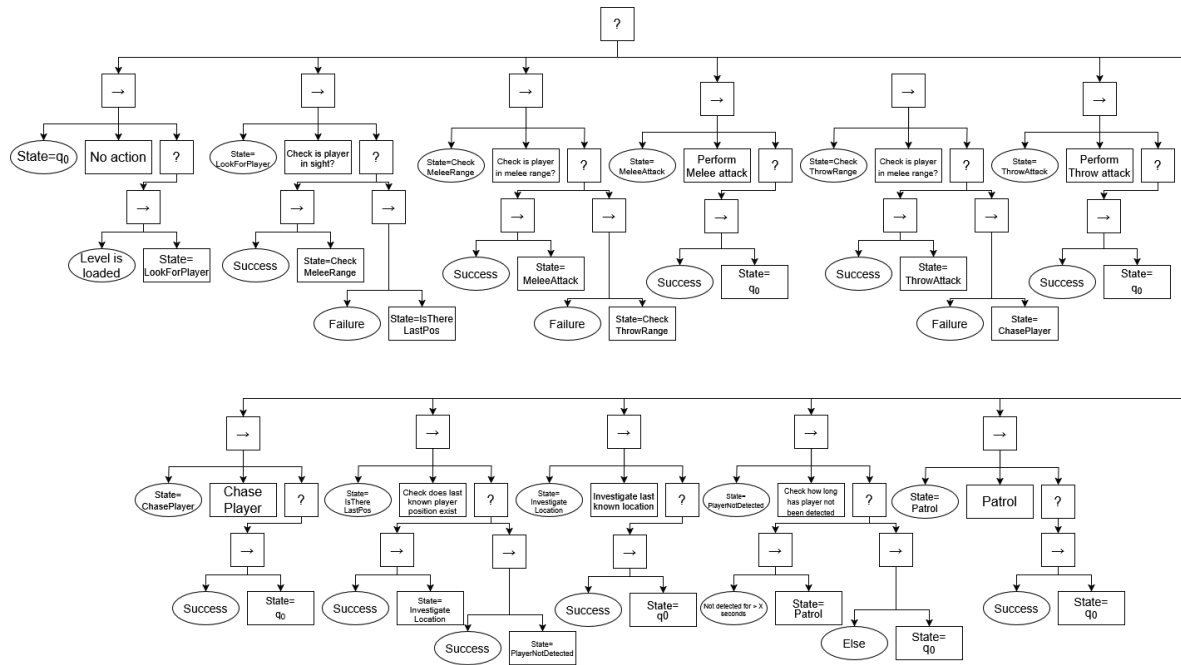 ?
→
→
→
→
→
→
State=q0
No action
?
State=
LookForPlayer
Check is player
in sight?
?
State=Check
MeleeRange
Check is player
in melee range?
?
State=
MeleeAttack
Perform
Melee attack
?
State=Check
ThrowRange
Check is player
in melee range?
?
State=
ThrowAttack
Perform
Throw attack
?
→
→
→
→
→
→
→
→
→
Level is
loaded
State=
LookForPlayer
Success
State=Check
MeleeRange
Success
State=
MeleeAttack
Success
State=
q0
Success
State=
ThrowAttack
Success
State=
q0
Failure
State=IsThere
LastPos
Failure
State=Check
ThrowRange
Failure
State=
ChasePlayer
→
→
→
→
→
State=
ChasePlayer
Chase
Player
?
State=
IsThere
LastPos
Check does last
known player
position exist
?
State=
Investigate
Location
Investigate last
known location
?
State=
PlayerNotDetected
Check how long
has player not
been detected
?
State=
Patrol
Patrol
?
→
→
→
→
→
→
→
Success
State=
q0
Success
State=
Investigate
Location
Success
State=
q0
Not detected for > X
seconds
State=
Patrol
Success
State=
q0
Success
State=
PlayerNotDetected
Else
State=
q0